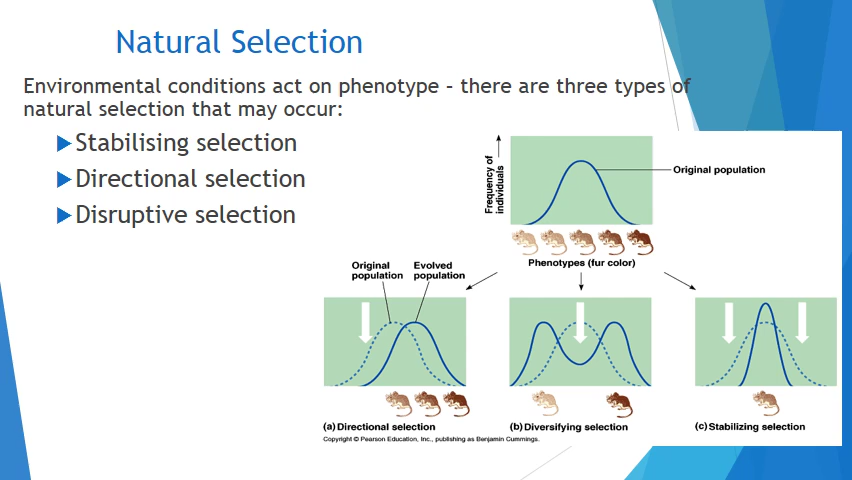 Natural Selection
Environmental conditions act on phenotype – there are three types of
natural selection that may occur:
Stabilising selection
Directional selection
Disruptive selection
Frequency of
individuals
Original population
Phenotypes (fur color)
Original
population
Evolved
population
(a) Directional selection
(b) Diversifying selection
(c) Stabilizing selection
Copyright © Pearson Education, Inc., publishing as Benjamin Cummings.